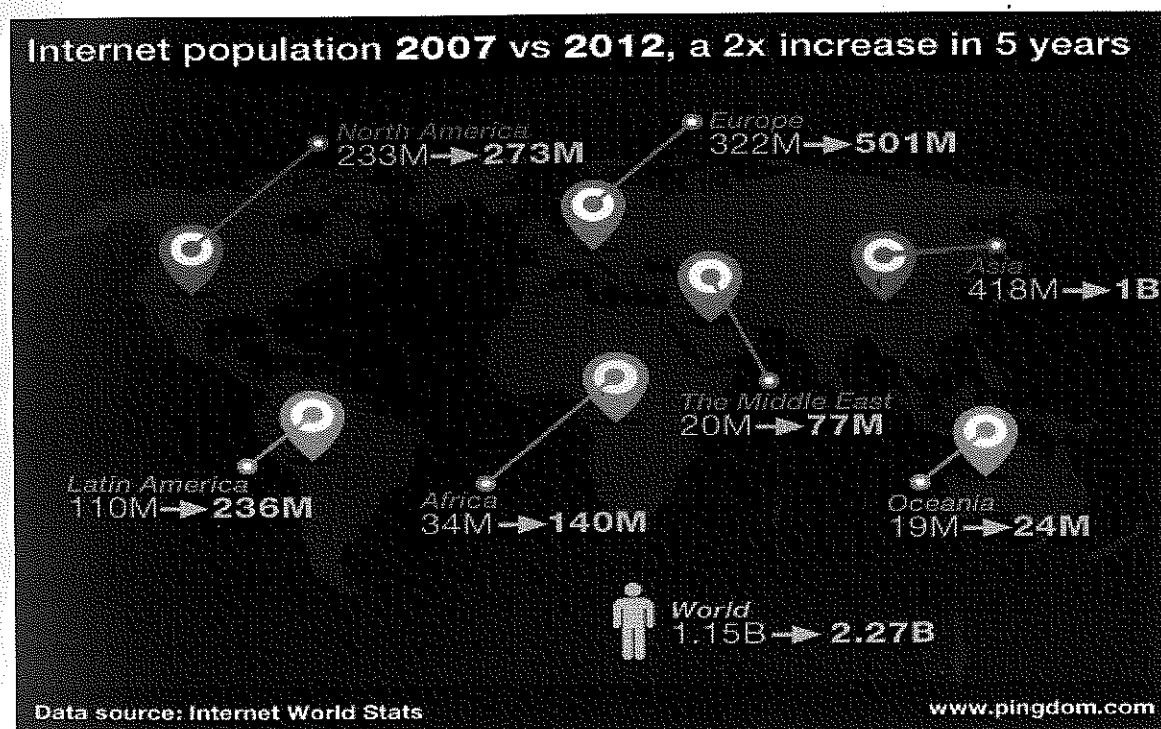 Internet population 2007 vs 2012, a 2x increase in 5 years
North America
233M → 273M
Europe
322M → 501M
Asia
418M → 1B
The Middle East
20M → 77M
Latin America
110M → 236M
Africa
34M → 140M
Oceania
19M → 24M
World
1.15B → 2.27B
Data source: Internet World Stats
www.pingdom.com